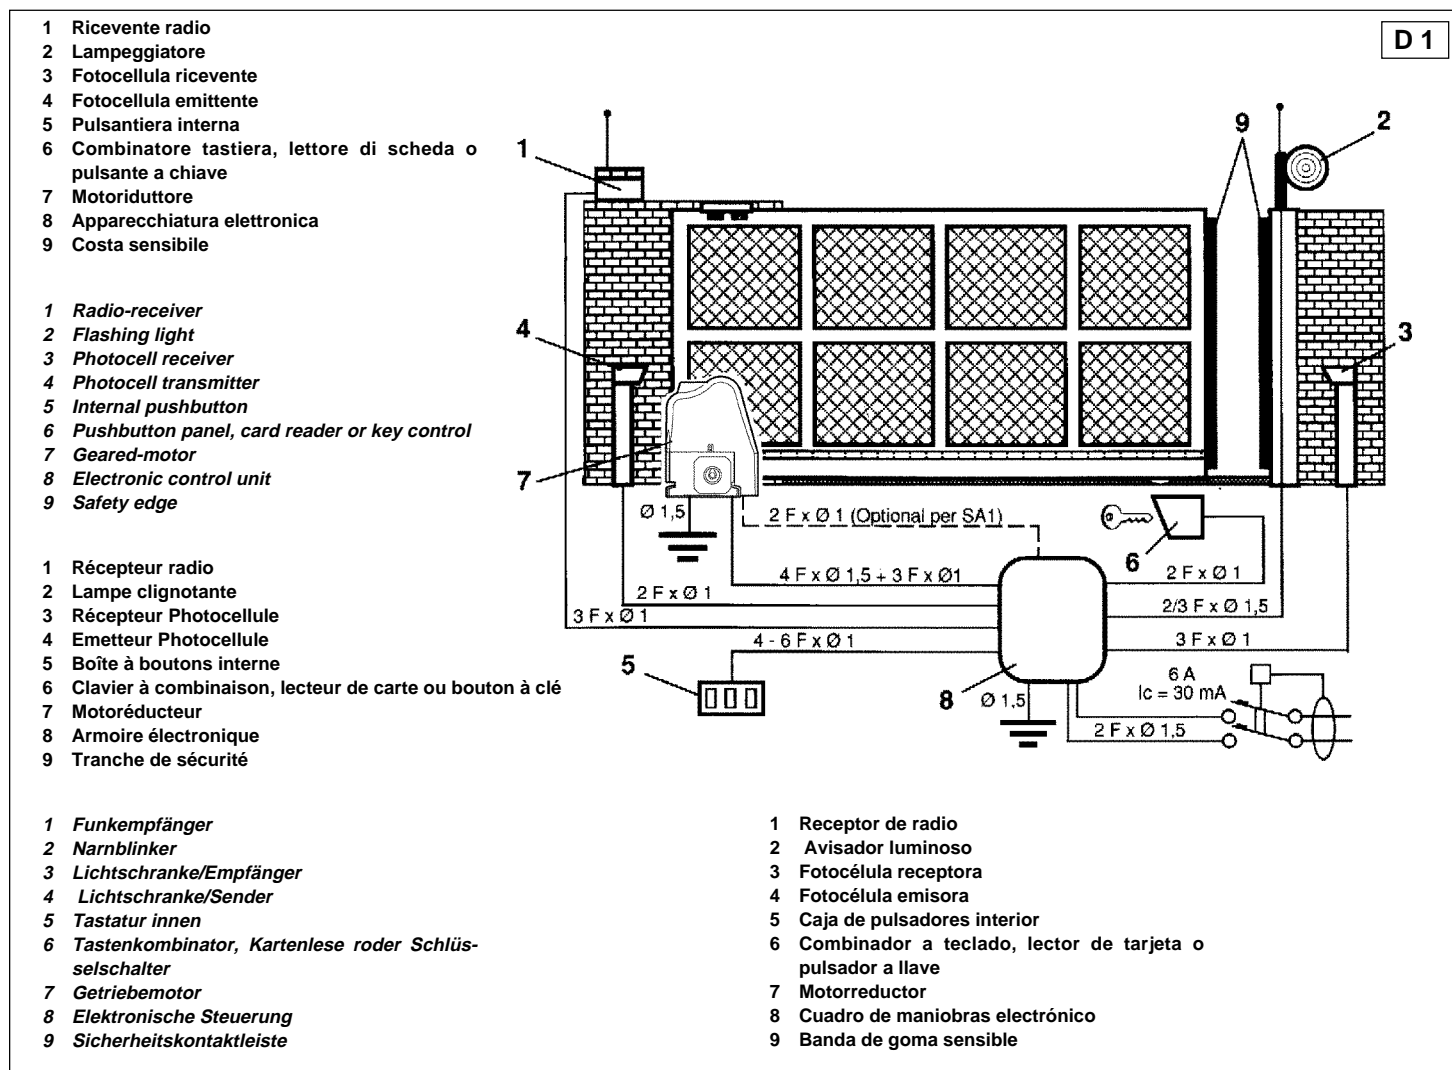 D 1
1 Ricevente radio
2 Lampeggiatore
3 Fotocellula ricevente
4 Fotocellula emittente
5 Pulsantiera interna
6 Combinatore tastiera, lettore di scheda o
pulsante a chiave
7 Motoriduttore
8 Apparecchiatura elettronica
9 Costa sensibile
1 Radio-receiver
2 Flashing light
3 Photocell receiver
4 Photocell transmitter
5 Internal pushbutton
6 Pushbutton panel, card reader or key control
7 Geared-motor
8 Electronic control unit
9 Safety edge
1 Récepteur radio
2 Lampe clignotante
3 Récepteur Photocellule
4 Emetteur Photocellule
5 Boîte à boutons interne
6 Clavier à combinaison, lecteur de carte ou bouton à clé
7 Motoréducteur
8 Armoire électronique
9 Tranche de sécurité
1 Funkempfänger
2 Narnblinker
3 Lichtschranke/Empfänger
4 Lichtschranke/Sender
5 Tastatur innen
6 Tastenkombinator, Kartenlese roder Schlüs-
selschalter
7 Getriebemotor
8 Elektronische Steuerung
9 Sicherheitskontaktleiste
1 Receptor de radio
2 Avisador luminoso
3 Fotocélula receptora
4 Fotocélula emisora
5 Caja de pulsadores interior
6 Combinador a teclado, lector de tarjeta o
pulsador a llave
7 Motorreductor
8 Cuadro de maniobras electrónico
9 Banda de goma sensible
1
9
2
4
3
7
Ø 1,5
2 F x Ø 1 (Optional per SA1)
6
4 F x Ø 1,5 + 3 F x Ø1
2 F x Ø 1
2 F x Ø 1
3 F x Ø 1
2/3 F x Ø 1,5
4 - 6 F x Ø 1
3 F x Ø 1
5
8
Ø 1,5
6 A
Ic = 30 mA
2 F x Ø 1,5